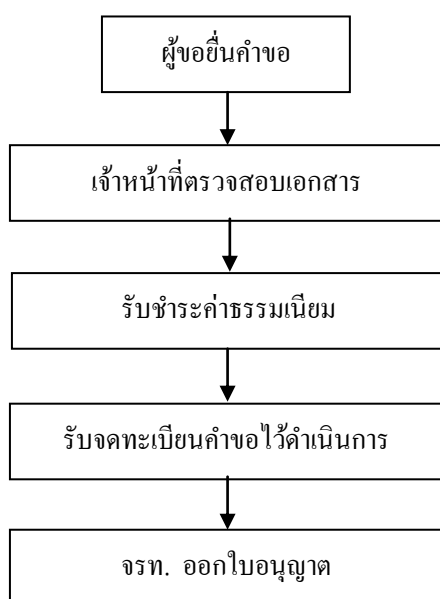 ผู้ขอยื่นคำขอ
เจ้าหน้าที่ตรวจสอบเอกสาร
รับชำระค่าธรรมเนียม
รับจดทะเบียนคำขอไว้ดำเนินการ
จรท. ออกใบอนุญาต